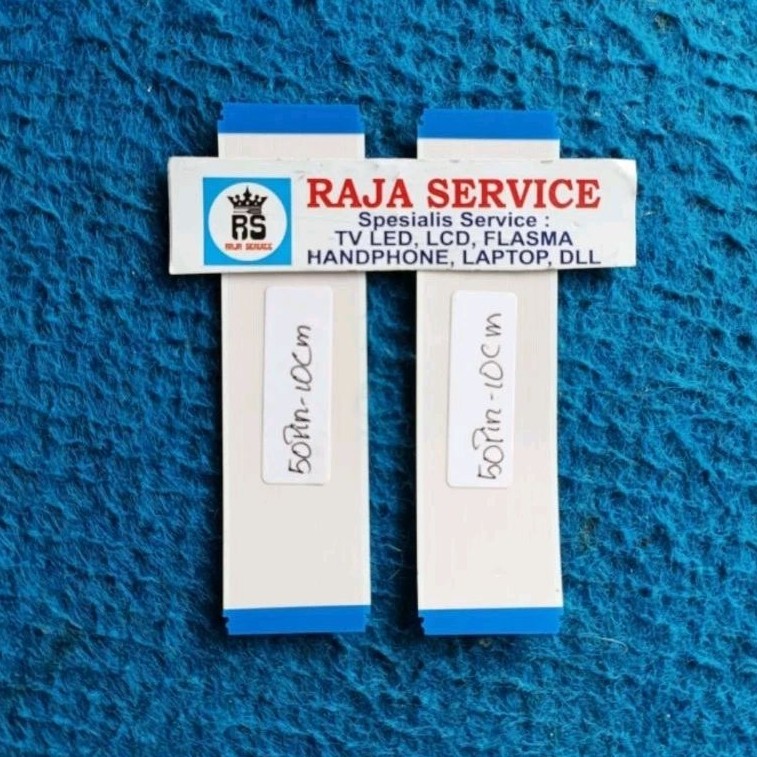 RS
RAJA SERVICE
RAJA SERVICE
Spesialis Service :
TV LED, LCD, FLASMA
HANDPHONE, LAPTOP, DLL
50Pin-10Cm
50Pin-10Cm